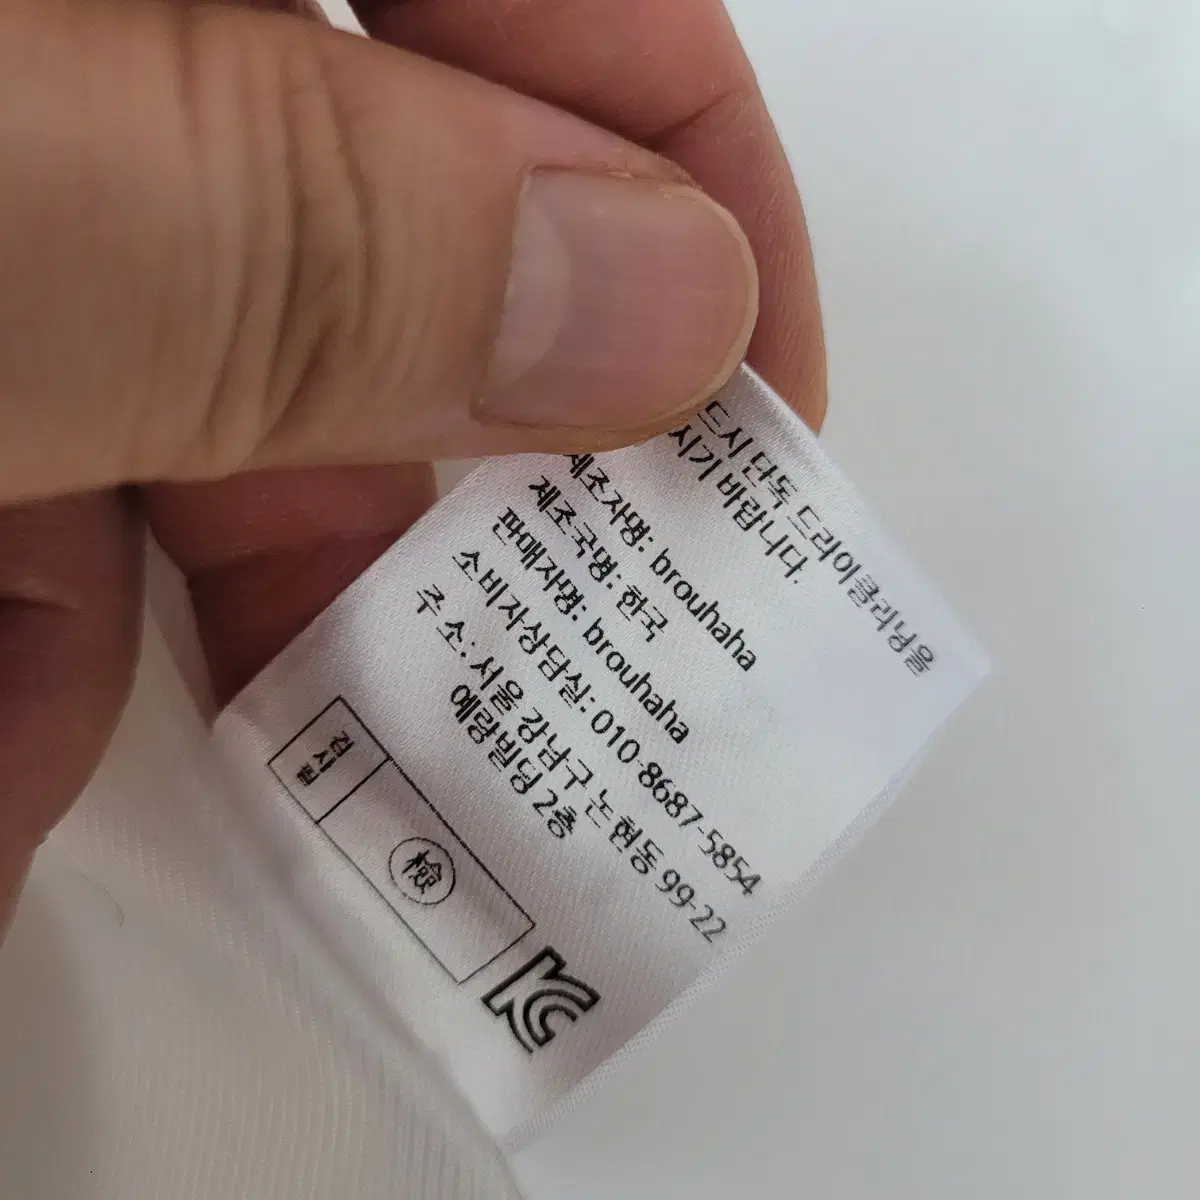 드시 단독 드라이클리닝을
시기 바랍니다.
제조자명: brouhaha
제조국명: 한국
판매자명: brouhaha
소비자상담실: 010-8687-5854
주 소: 서울 강남구 논현동 99-22
예랑빌딩 2층
검사필
檢
KC